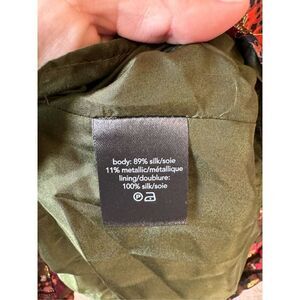 body: 89% silk/soie
11% metallic/métallique
lining/doublure:
100% silk/soie
P